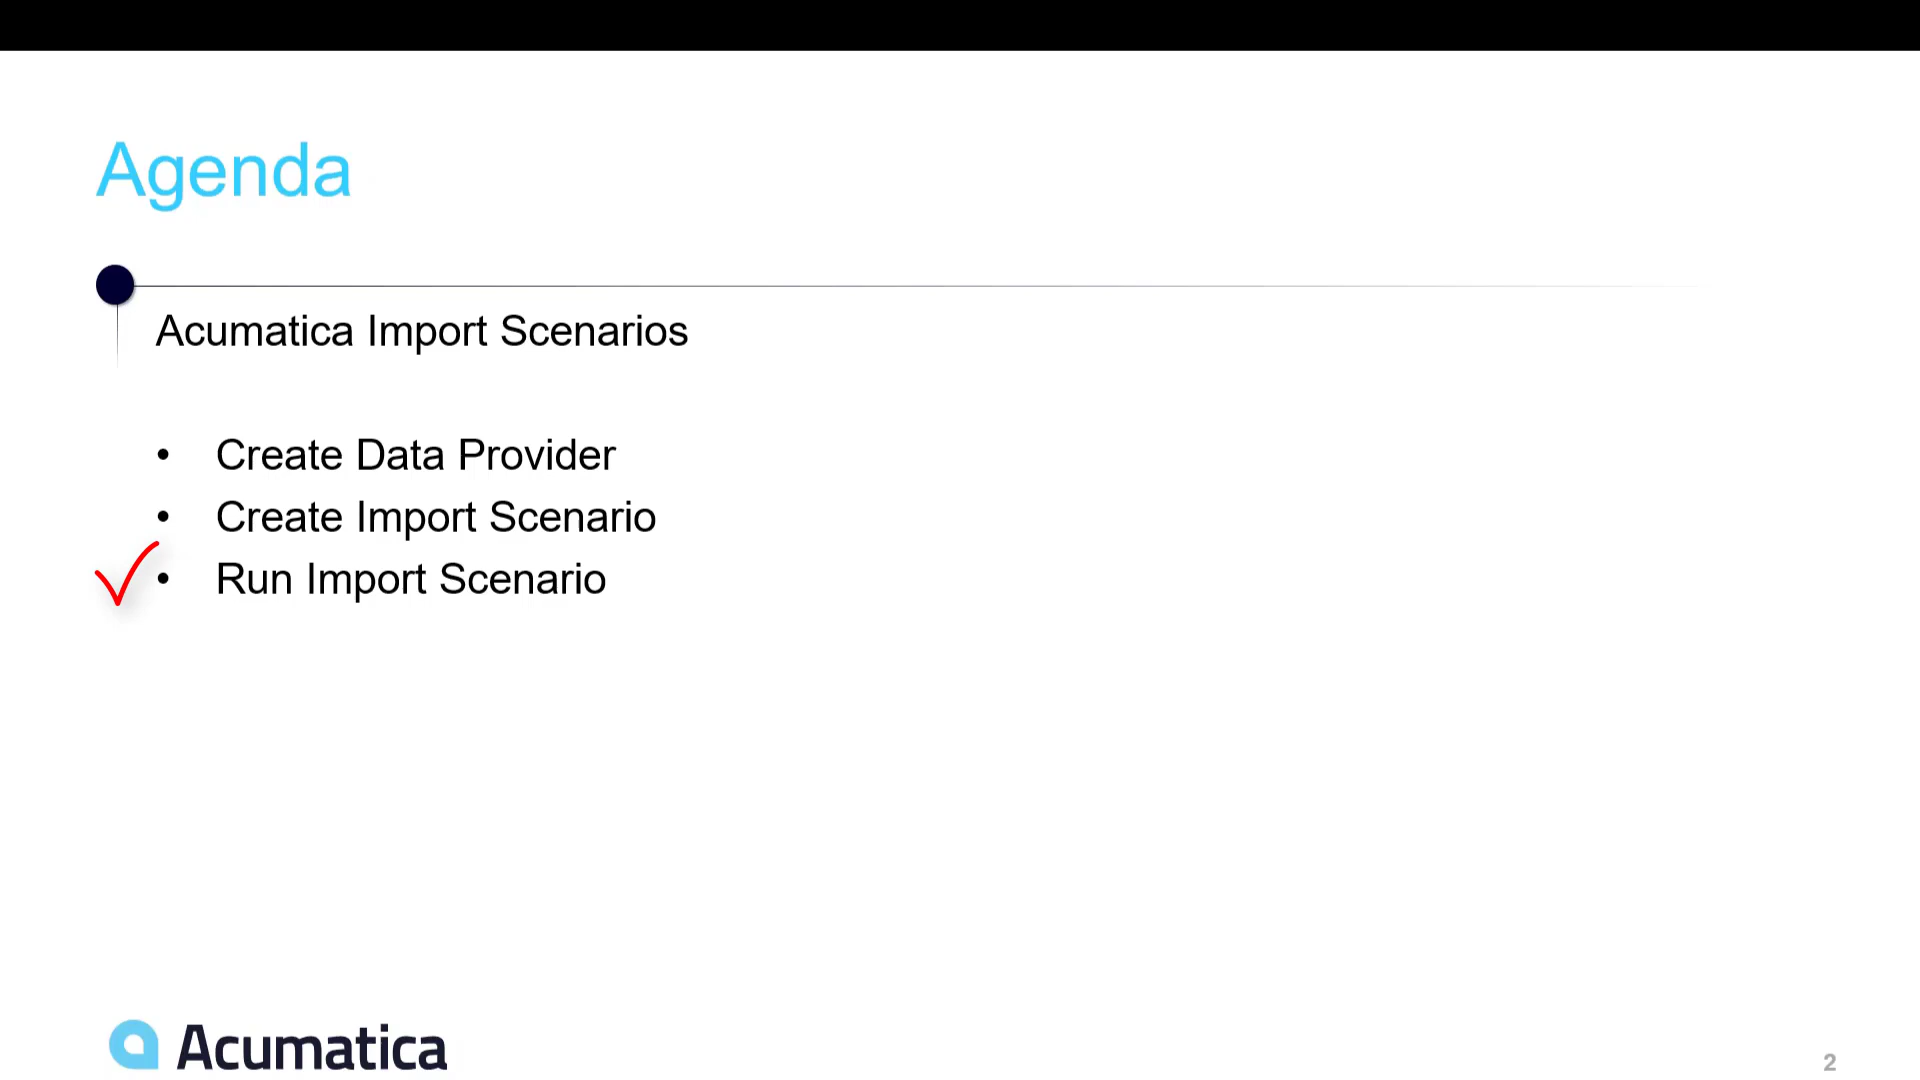 Agenda
Acumatica Import Scenarios
• Create Data Provider
• Create Import Scenario
• Run Import Scenario
Acumatica
2